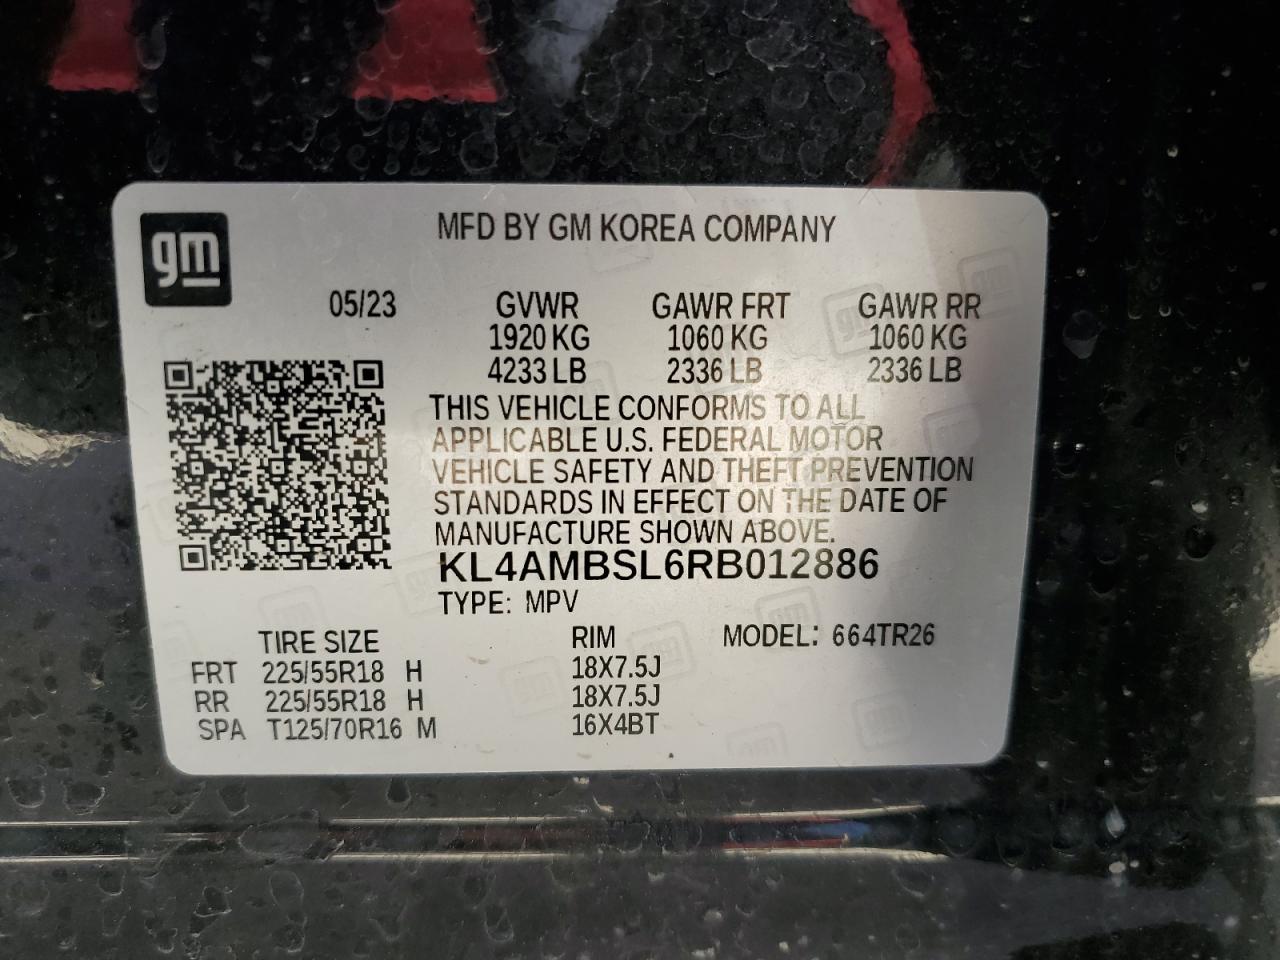 gm
MFD BY GM KOREA COMPANY
05/23 GVWR GAWR FRT GAWR RR
1920 KG 1060 KG 1060 KG
4233 LB 2336 LB 2336 LB
THIS VEHICLE CONFORMS TO ALL
APPLICABLE U.S. FEDERAL MOTOR
VEHICLE SAFETY AND THEFT PREVENTION
STANDARDS IN EFFECT ON THE DATE OF
MANUFACTURE SHOWN ABOVE.
KL4AMBSL6RB012886
TYPE: MPV
TIRE SIZE RIM MODEL: 664TR26
FRT 225/55R18 H 18X7.5J
RR 225/55R18 H 18X7.5J
SPA T125/70R16 M 16X4BT